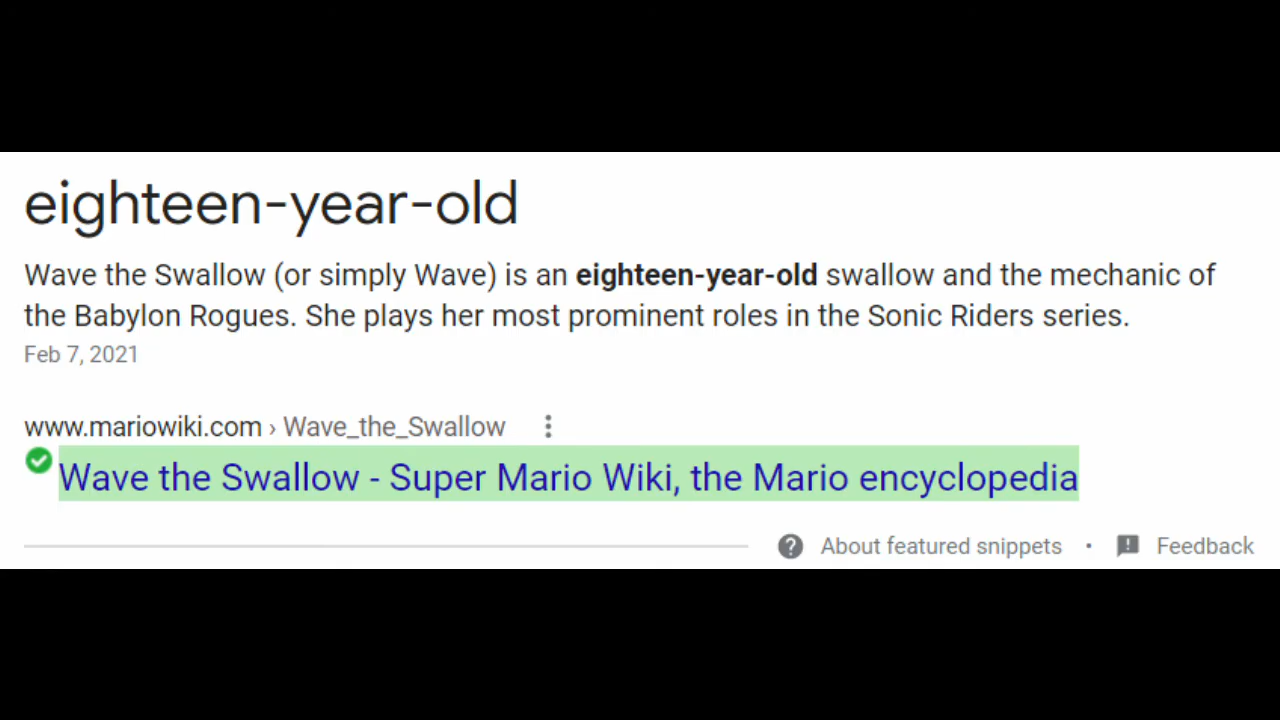 eighteen-year-old
Wave the Swallow (or simply Wave) is an eighteen-year-old swallow and the mechanic of
the Babylon Rogues. She plays her most prominent roles in the Sonic Riders series.
Feb 7, 2021
www.mariowiki.com › Wave_the_Swallow
Wave the Swallow - Super Mario Wiki, the Mario encyclopedia
About featured snippets • Feedback